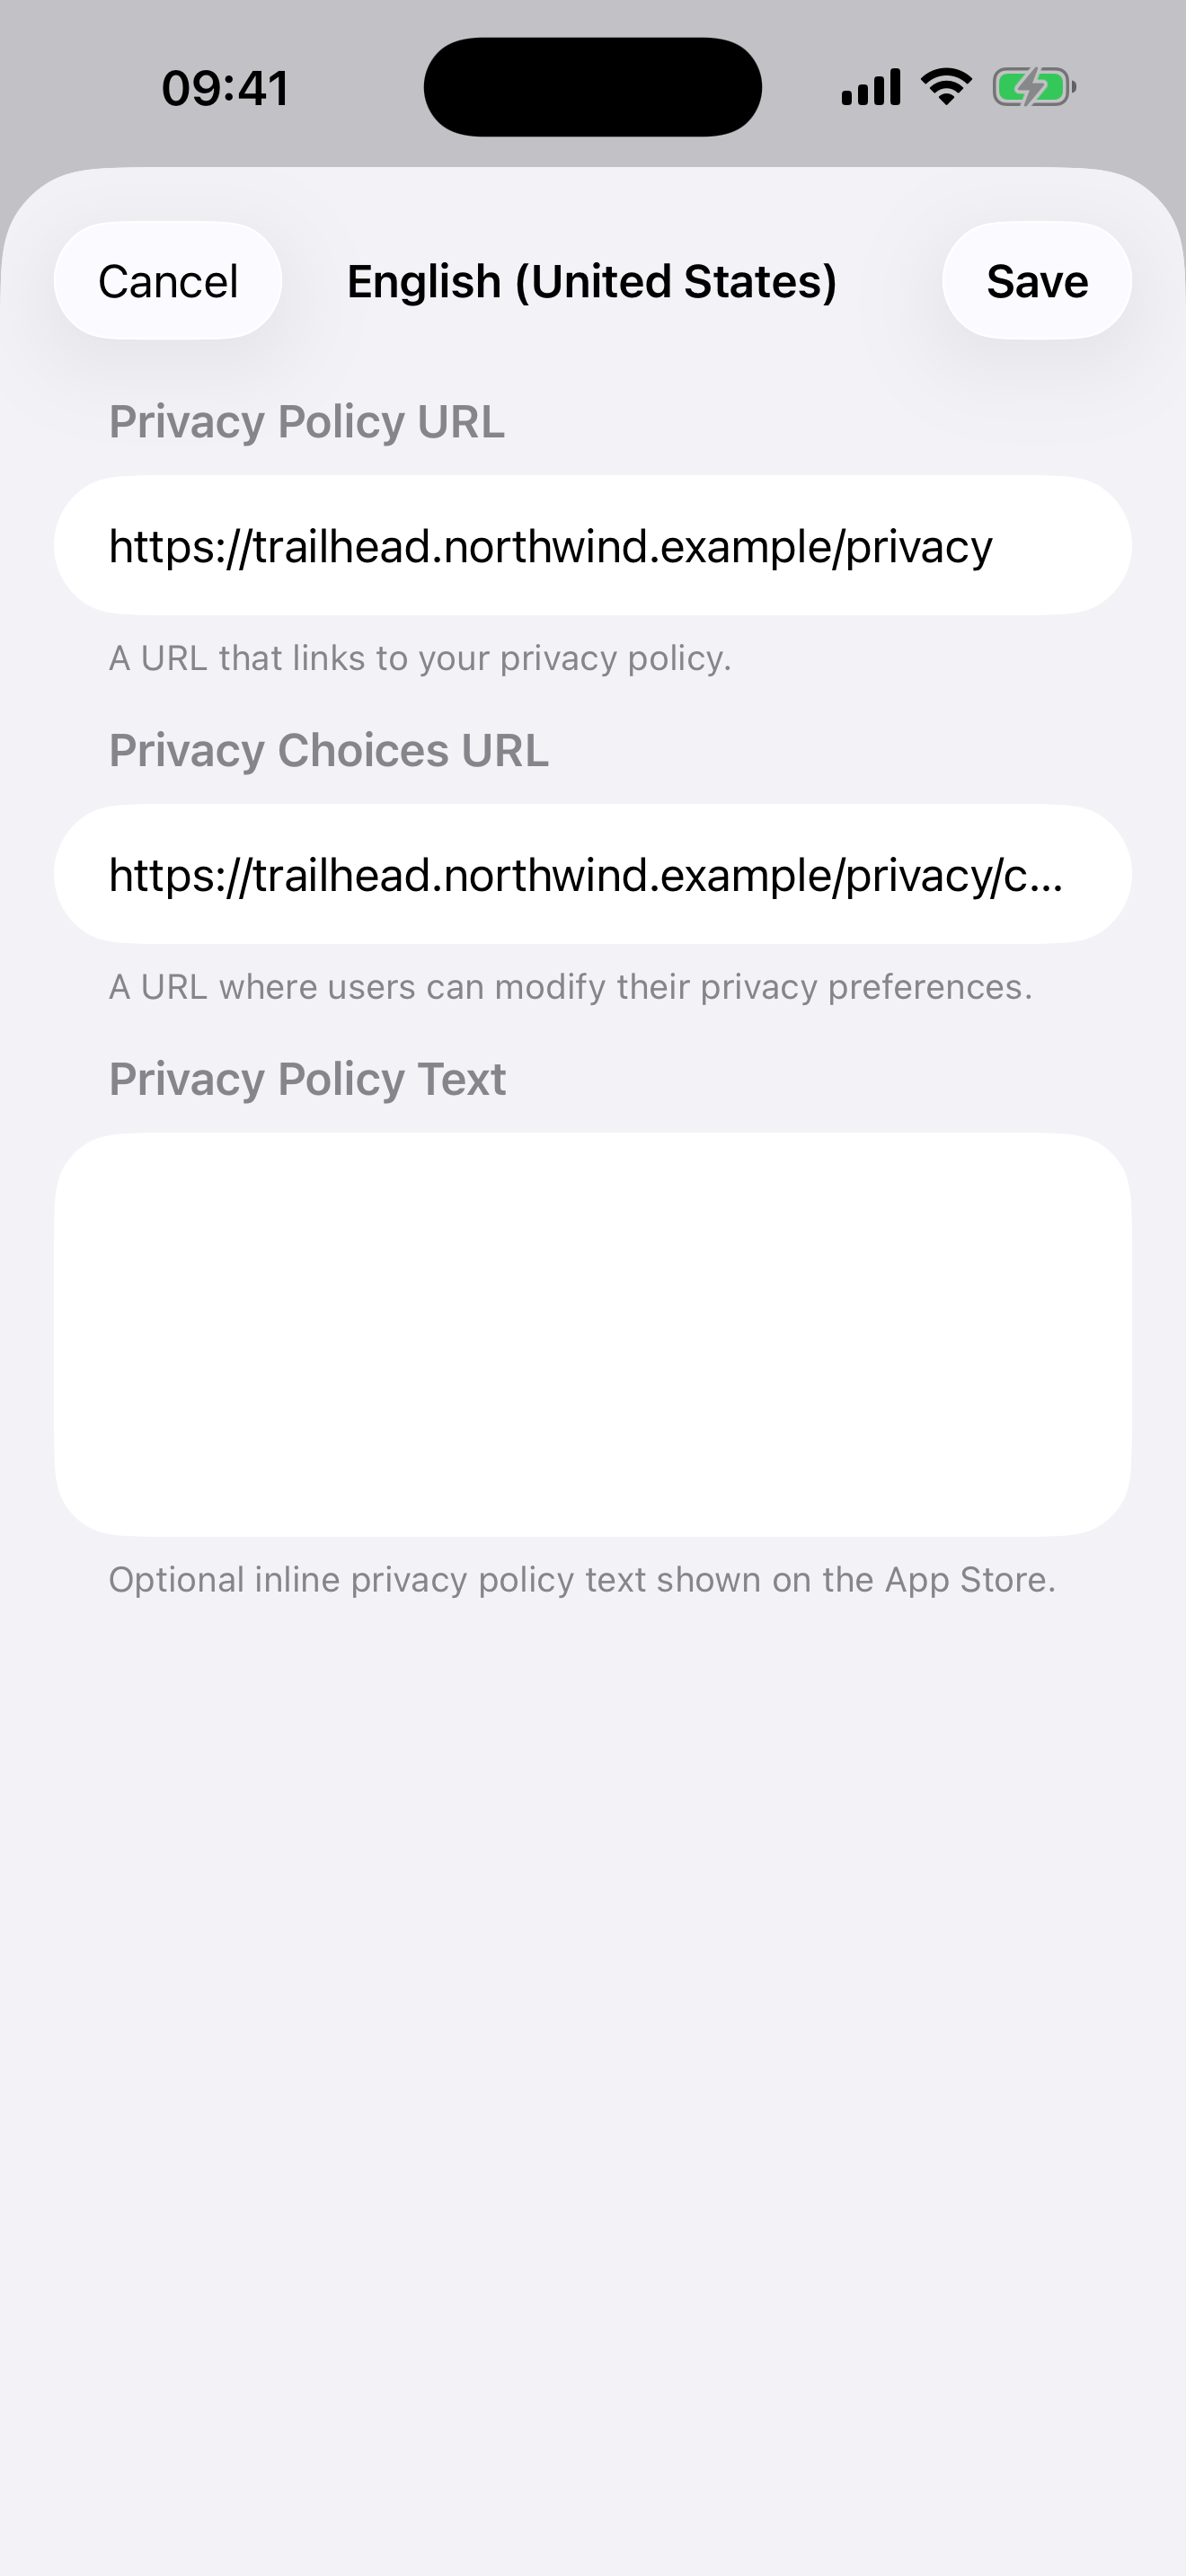 09:41
Cancel
English (United States)
Save
Privacy Policy URL
https://trailhead.northwind.example/privacy
A URL that links to your privacy policy.
Privacy Choices URL
https://trailhead.northwind.example/privacy/c...
A URL where users can modify their privacy preferences.
Privacy Policy Text
Optional inline privacy policy text shown on the App Store.